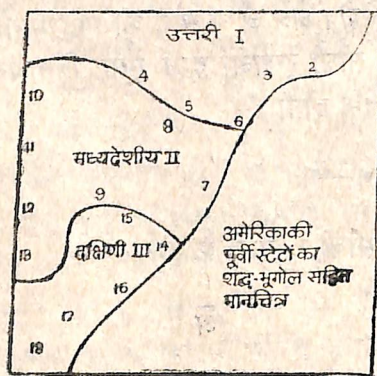 उत्तरी I
2
3
4
5
6
8
10
11
मध्यदेशीय II
7
12
9
15
13
दक्षिणी III
14
16
17
18
अमेरिकाकी
पूर्वी स्टेटों का
शब्द-भूगोल सहित
मानचित्र